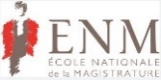 ENM
ÉCOLE NATIONALE
de la MAGISTRATURE